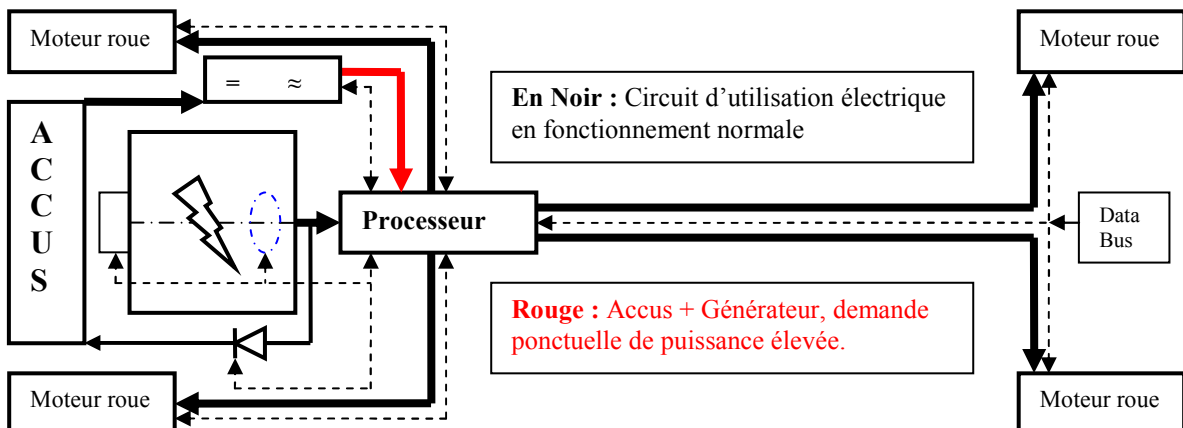 Moteur roue
Moteur roue
= ≈
En Noir : Circuit d'utilisation électrique
en fonctionnement normale
A
C
C
U
S
Processeur
Data
Bus
Rouge : Accus + Générateur, demande
ponctuelle de puissance élevée.
Moteur roue
Moteur roue